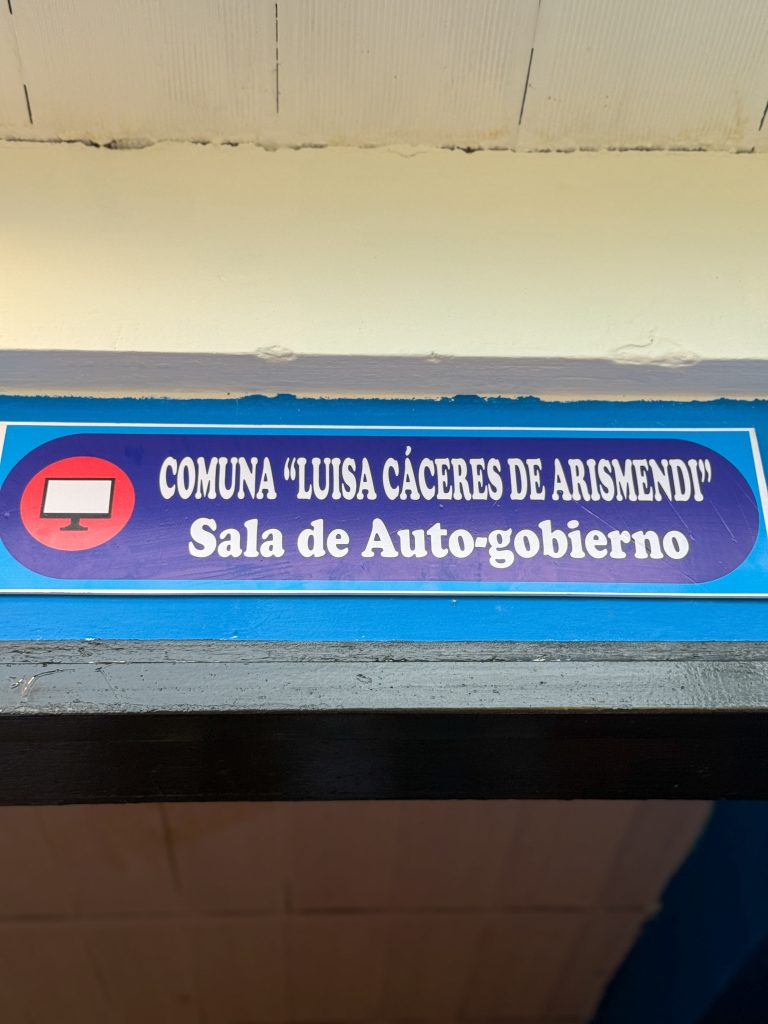 COMUNA “LUISA CÁCERES DE ARISMENDI”
Sala de Auto-gobierno